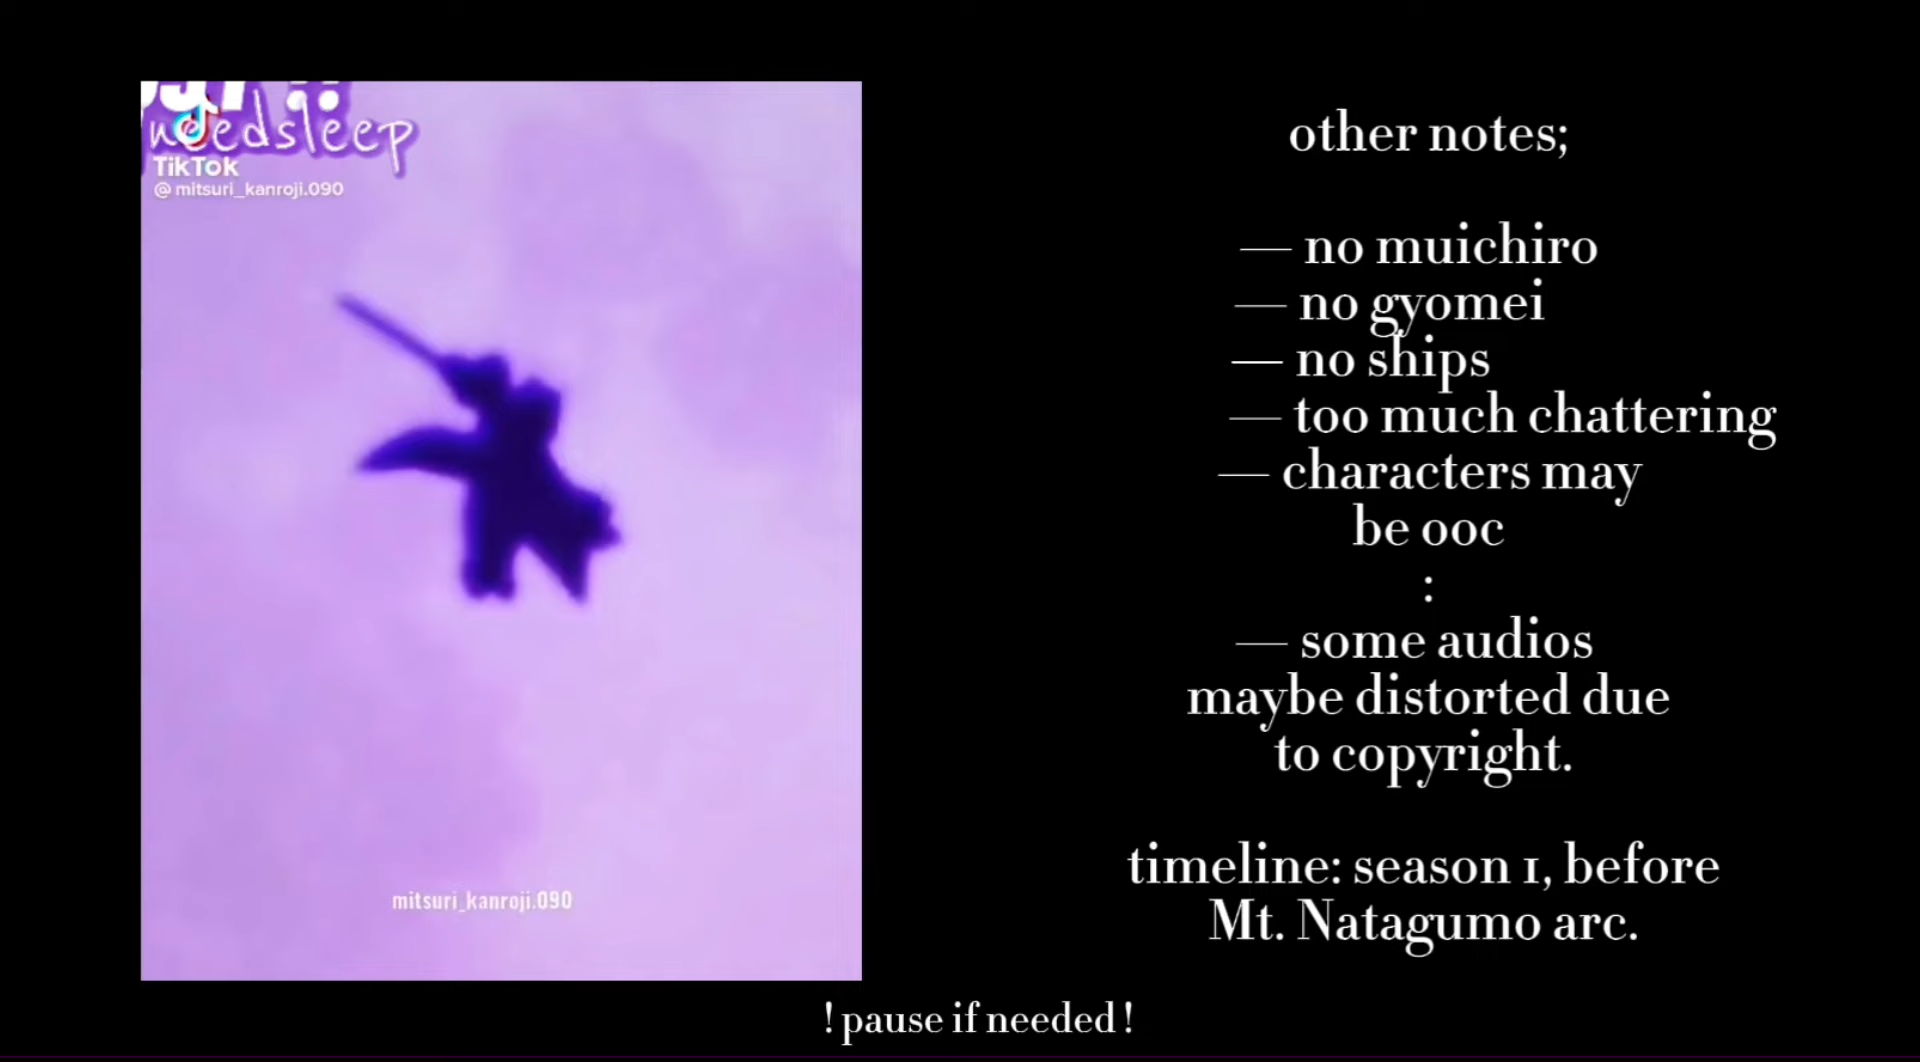 needsleep
TikTok
@ mitsuri_kanroji.090
mitsuri_kanroji.090
other notes;
— no muichiro
— no gyomei
— no ships
— too much chattering
— characters may
be ooc
:
— some audios
maybe distorted due
to copyright.
timeline: season 1, before
Mt. Natagumo arc.
! pause if needed !